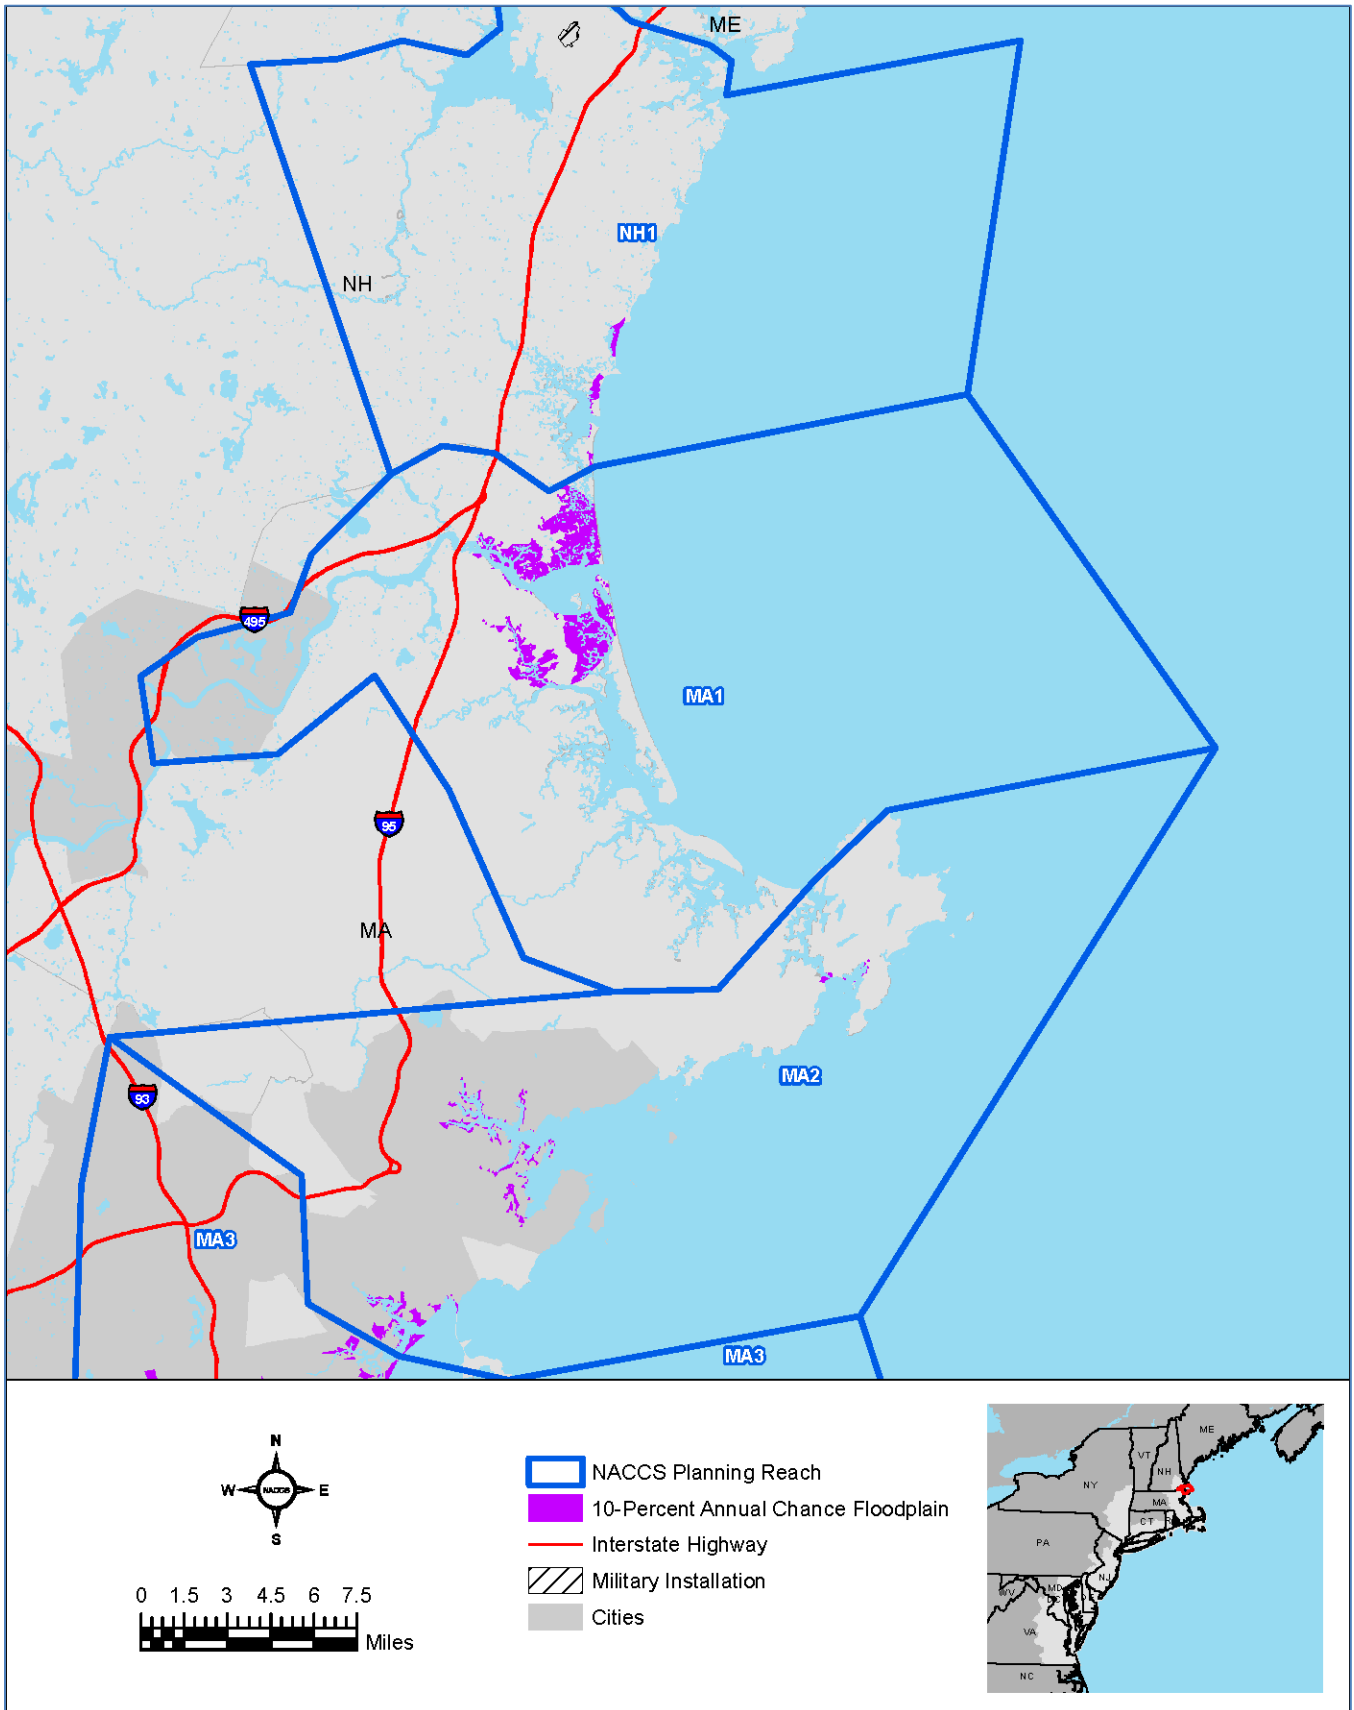 ME
NH1
NH
495
MA1
95
MA
MA2
93
MA3
MA3
N
W NACCS E
S
0 1.5 3 4.5 6 7.5
Miles
NACCS Planning Reach
10-Percent Annual Chance Floodplain
Interstate Highway
Military Installation
Cities
ME
VT
NH
NY
MA
CT
PA
NJ
MD
WV
VA
NC